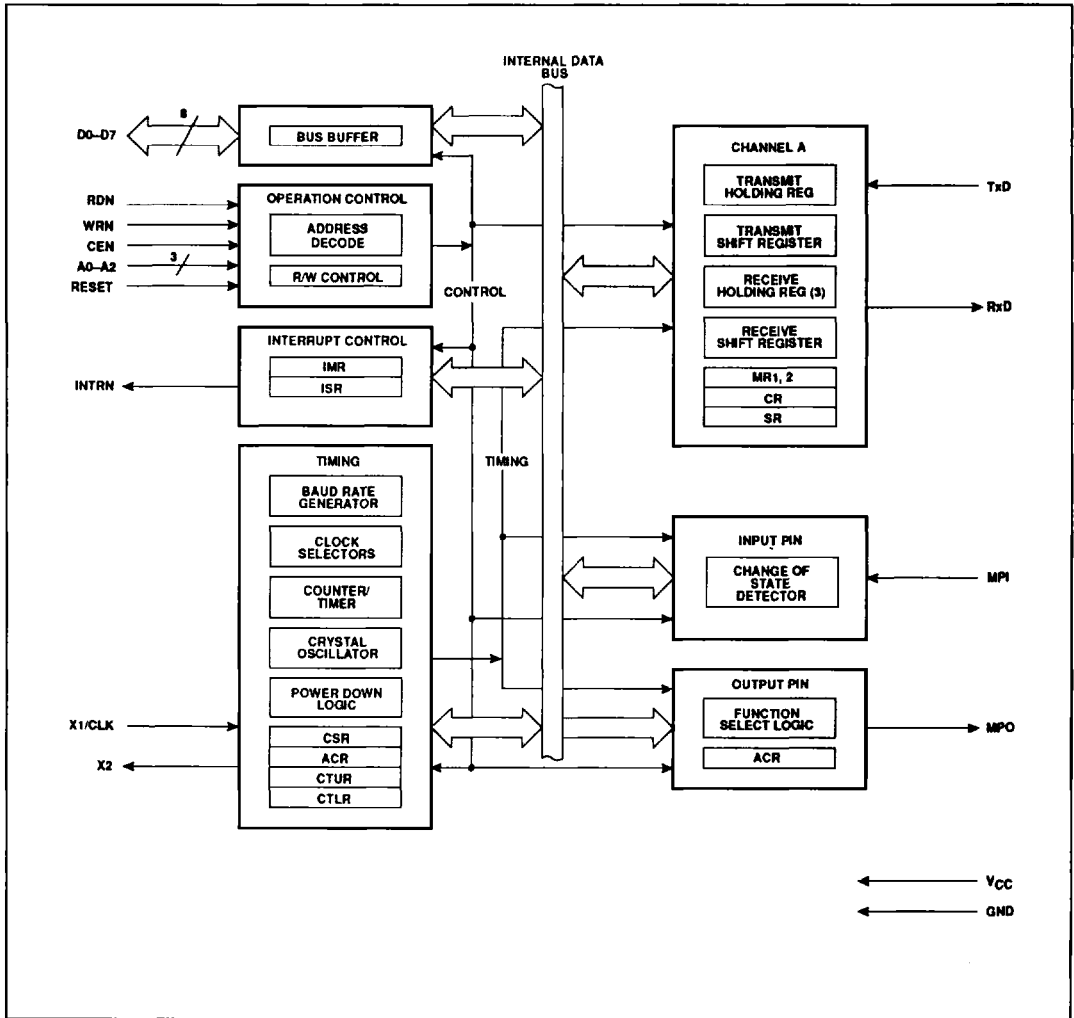 INTERNAL DATA
BUS
D0–D7
8
BUS BUFFER
RDN
WRN
CEN
A0–A2
3
RESET
OPERATION CONTROL
ADDRESS
DECODE
R/W CONTROL
CONTROL
INTERRUPT CONTROL
IMR
ISR
INTRN
TIMING
BAUD RATE
GENERATOR
CLOCK
SELECTORS
COUNTER/
TIMER
CRYSTAL
OSCILLATOR
POWER DOWN
LOGIC
CSR
ACR
CTUR
CTLR
X1/CLK
X2
TIMING
CHANNEL A
TRANSMIT
HOLDING REG
TRANSMIT
SHIFT REGISTER
RECEIVE
HOLDING REG (3)
RECEIVE
SHIFT REGISTER
MR1, 2
CR
SR
TxD
RxD
INPUT PIN
CHANGE OF
STATE
DETECTOR
MPI
OUTPUT PIN
FUNCTION
SELECT LOGIC
ACR
MPO
VCC
GND